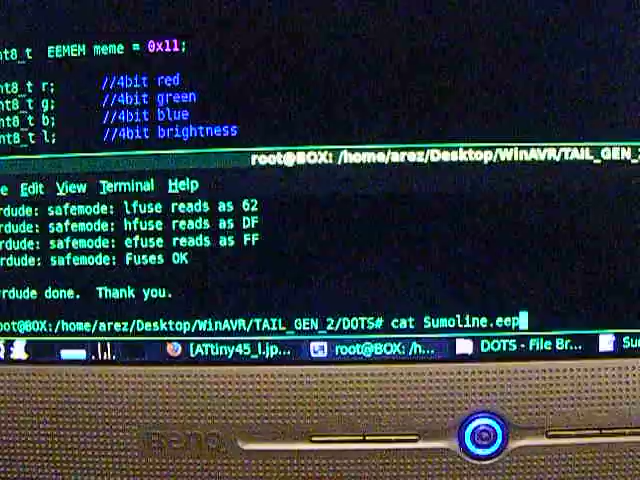 nt8_t EEMEM meme = 0x11;
nt8_t r; //4bit red
nt8_t g; //4bit green
nt8_t b; //4bit blue
nt8_t l; //4bit brightness
root@BOX: /home/arez/Desktop/WinAVR/TAIL_GEN_2
e Edit View Terminal Help
rdude: safemode: lfuse reads as 62
rdude: safemode: hfuse reads as DF
rdude: safemode: efuse reads as FF
rdude: safemode: Fuses OK
rdude done. Thank you.
oot@BOX:/home/arez/Desktop/WinAVR/TAIL_GEN_2/DOTS# cat Sumoline.eep
[ATtiny45_l.jp... root@BOX: /h... DOTS - File Br... Su
BenQ